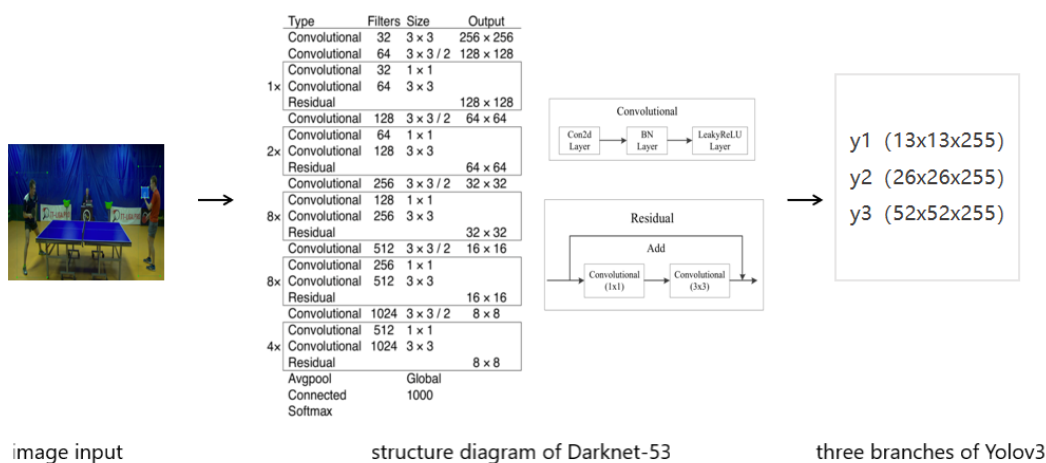 Type Filters Size Output
Convolutional 32 3 × 3 256 × 256
Convolutional 64 3 × 3 / 2 128 × 128
Convolutional 32 1 × 1
1× Convolutional 64 3 × 3
Residual 128 × 128
Convolutional 128 3 × 3 / 2 64 × 64
Convolutional 64 1 × 1
2× Convolutional 128 3 × 3
Residual 64 × 64
Convolutional 256 3 × 3 / 2 32 × 32
Convolutional 128 1 × 1
8× Convolutional 256 3 × 3
Residual 32 × 32
Convolutional 512 3 × 3 / 2 16 × 16
Convolutional 256 1 × 1
8× Convolutional 512 3 × 3
Residual 16 × 16
Convolutional 1024 3 × 3 / 2 8 × 8
Convolutional 512 1 × 1
4× Convolutional 1024 3 × 3
Residual 8 × 8
Avgpool Global
Connected 1000
Softmax
Convolutional
Con2d Layer
BN Layer
LeakyReLU Layer
Residual
Add
Convolutional (1x1)
Convolutional (3x3)
y1 (13x13x255)
y2 (26x26x255)
y3 (52x52x255)
image input
structure diagram of Darknet-53
three branches of Yolov3